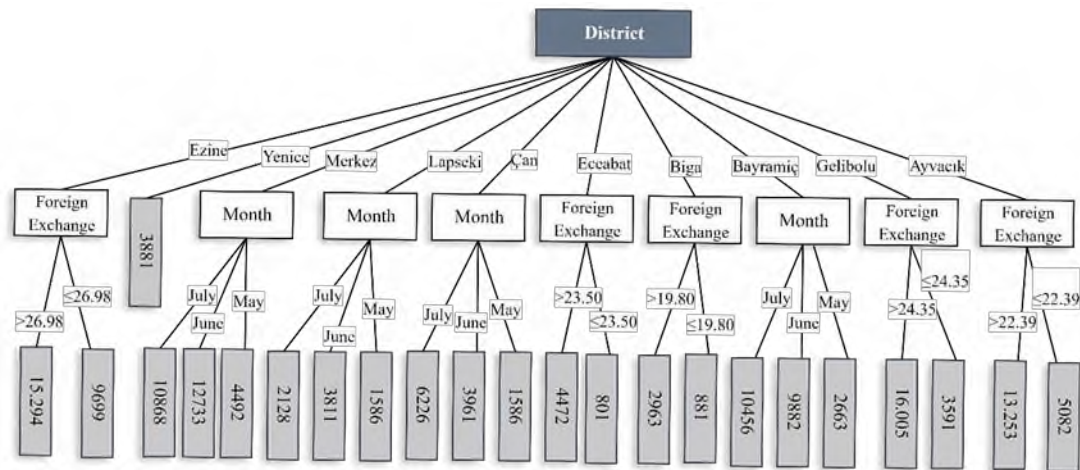 District
Ezine
Yenice
Merkez
Lapseki
Çan
Eceabat
Biga
Bayramiç
Gelibolu
Ayvacık
Foreign
Exchange
3881
Month
Month
Month
Foreign
Exchange
Foreign
Exchange
Month
Foreign
Exchange
Foreign
Exchange
>26.98
≤26.98
July
June
May
July
June
May
July
June
May
>23.50
≤23.50
>19.80
≤19.80
July
June
May
>24.35
≤24.35
>22.39
≤22.39
15.294
9699
10868
12733
4492
2128
3811
1586
6226
3961
1586
4472
801
2963
881
10456
9882
2663
16.005
3591
13.253
5082